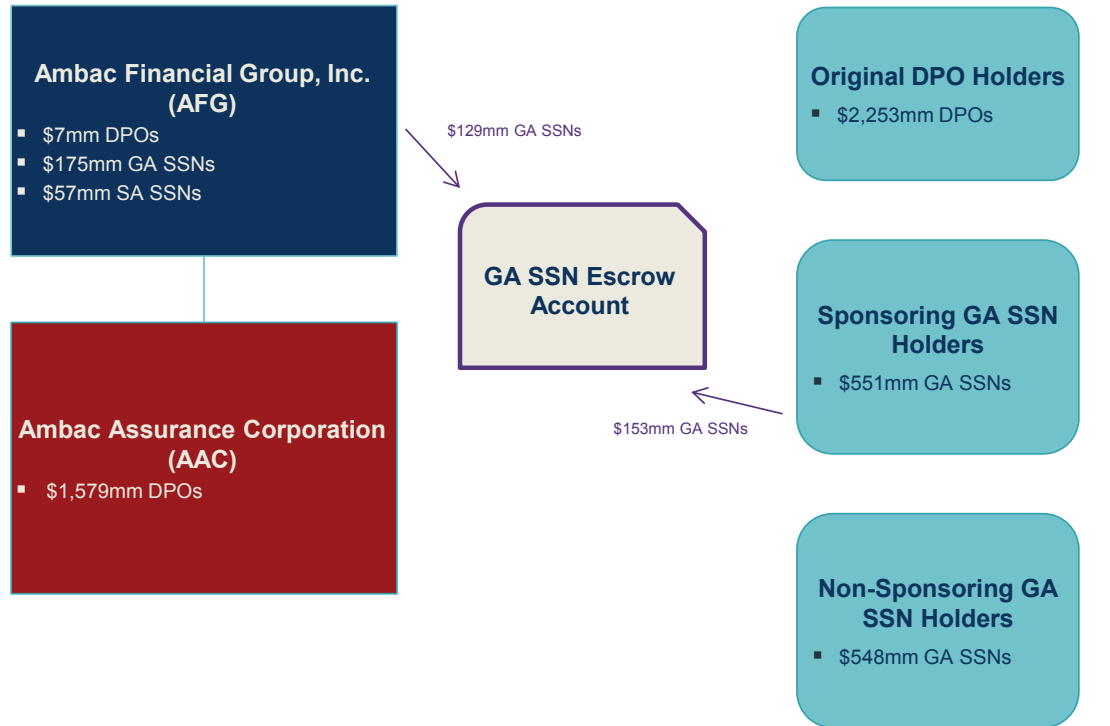 Ambac Financial Group, Inc.
(AFG)
▪ $7mm DPOs
▪ $175mm GA SSNs
▪ $57mm SA SSNs
$129mm GA SSNs
Original DPO Holders
▪ $2,253mm DPOs
GA SSN Escrow
Account
Sponsoring GA SSN
Holders
▪ $551mm GA SSNs
$153mm GA SSNs
Ambac Assurance Corporation
(AAC)
▪ $1,579mm DPOs
Non-Sponsoring GA
SSN Holders
▪ $548mm GA SSNs